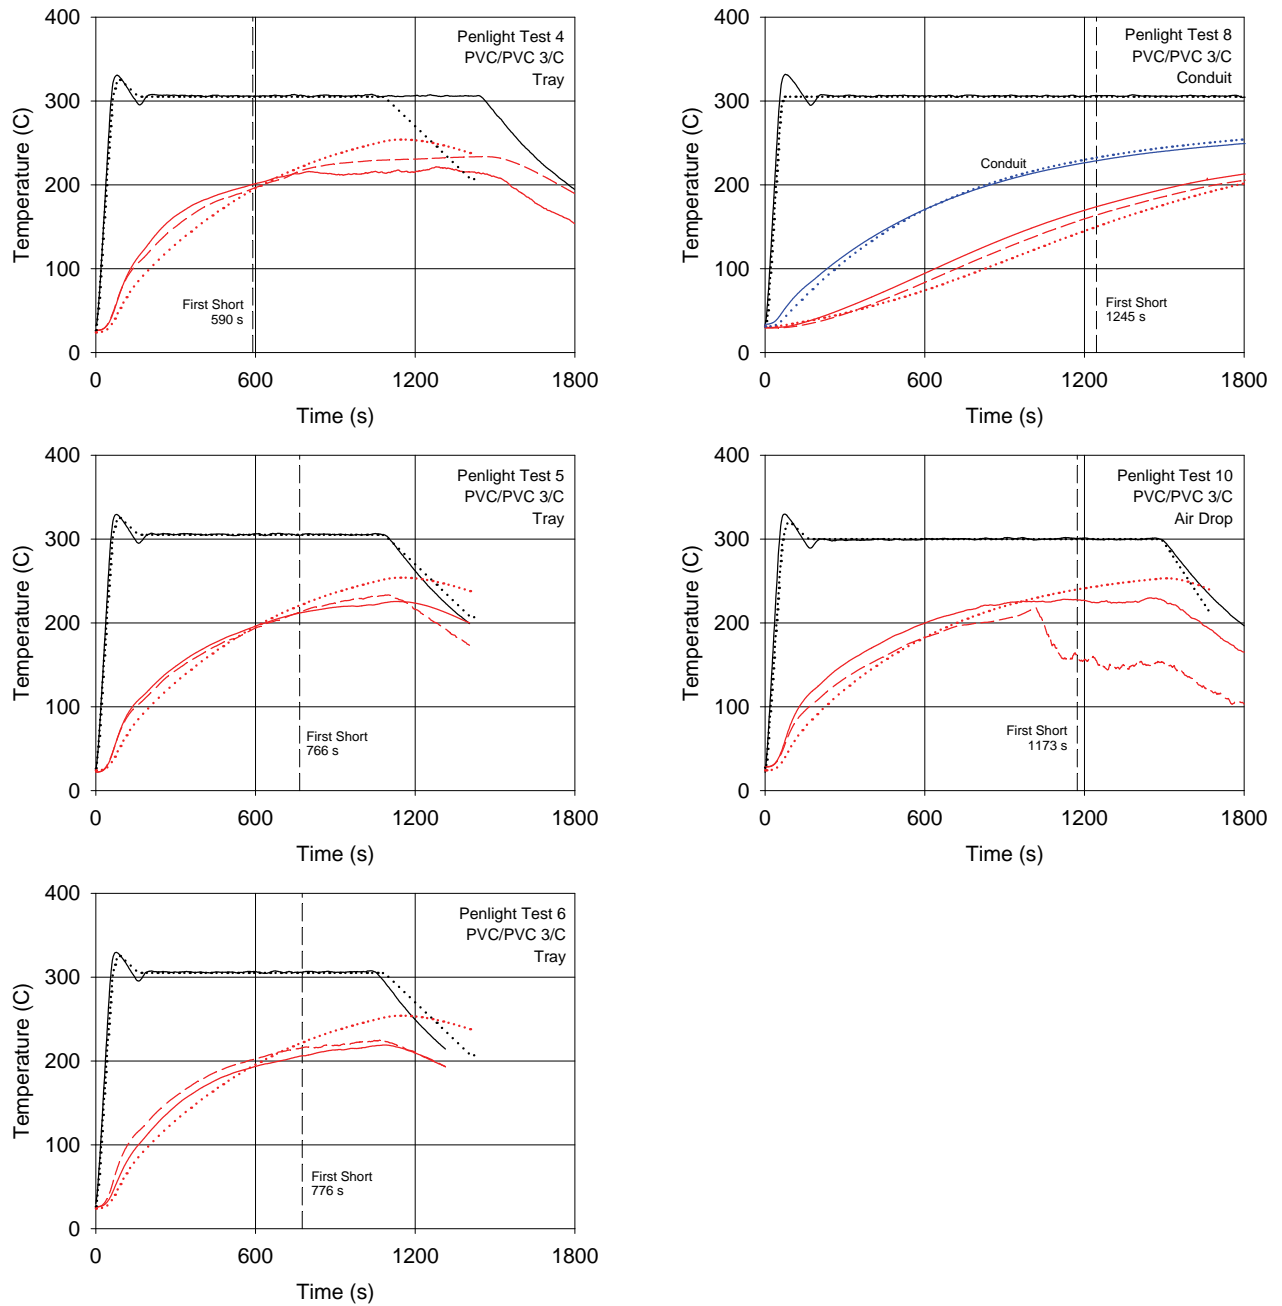 Penlight Test 4
PVC/PVC 3/C
Tray
400
300
200
100
0
Temperature (C)
First Short
590 s
0 600 1200 1800
Time (s)
Penlight Test 8
PVC/PVC 3/C
Conduit
400
300
200
100
0
Temperature (C)
Conduit
First Short
1245 s
0 600 1200 1800
Time (s)
Penlight Test 5
PVC/PVC 3/C
Tray
400
300
200
100
0
Temperature (C)
First Short
766 s
0 600 1200 1800
Time (s)
Penlight Test 10
PVC/PVC 3/C
Air Drop
400
300
200
100
0
Temperature (C)
First Short
1173 s
0 600 1200 1800
Time (s)
Penlight Test 6
PVC/PVC 3/C
Tray
400
300
200
100
0
Temperature (C)
First Short
776 s
0 600 1200 1800
Time (s)